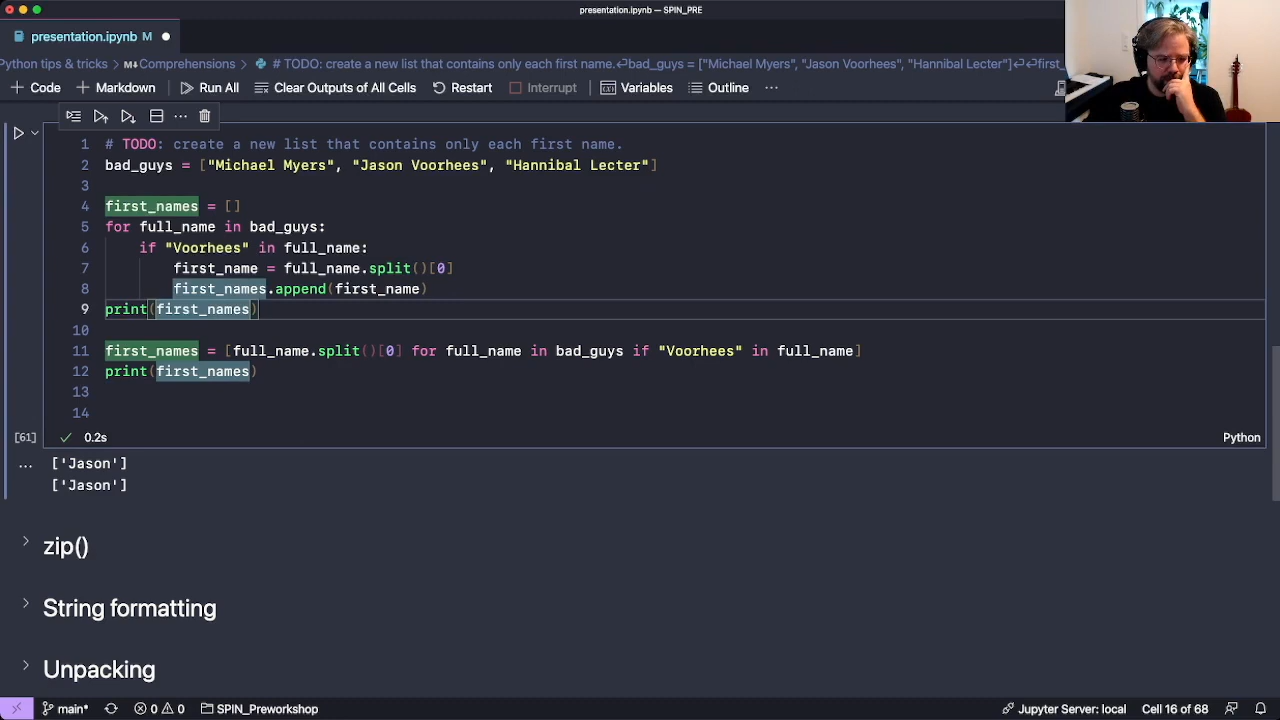 presentation.ipynb — SPIN_PRE
presentation.ipynb M
Python tips & tricks > Comprehensions > # TODO: create a new list that contains only each first name.↵bad_guys = ["Michael Myers", "Jason Voorhees", "Hannibal Lecter"]↵↵first_
Code Markdown Run All Clear Outputs of All Cells Restart Interrupt Variables Outline ...
1 # TODO: create a new list that contains only each first name.
2 bad_guys = ["Michael Myers", "Jason Voorhees", "Hannibal Lecter"]
3
4 first_names = []
5 for full_name in bad_guys:
6 if "Voorhees" in full_name:
7 first_name = full_name.split()[0]
8 first_names.append(first_name)
9 print(first_names)
10
11 first_names = [full_name.split()[0] for full_name in bad_guys if "Voorhees" in full_name]
12 print(first_names)
13
14
[61] 0.2s Python
... ['Jason']
['Jason']
zip()
String formatting
Unpacking
main* 0 0 SPIN_Preworkshop Jupyter Server: local Cell 16 of 68